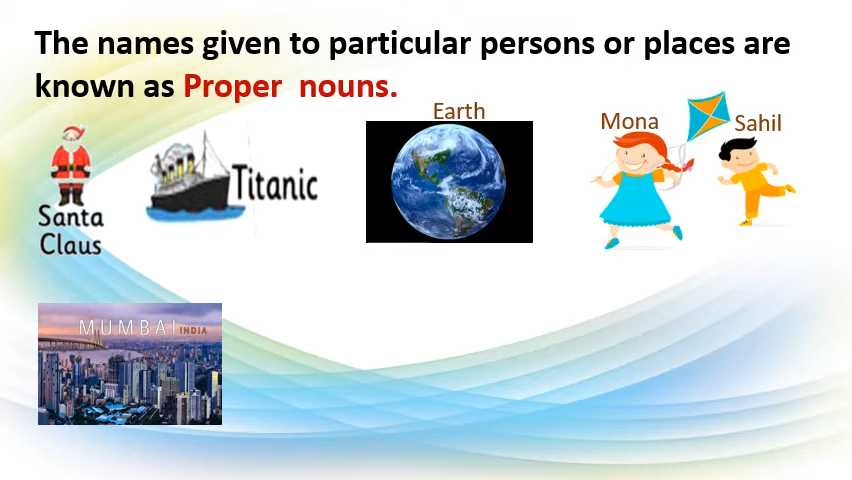 The names given to particular persons or places are
known as Proper nouns.
Earth
Mona
Sahil
Titanic
Santa
Claus
MUMBAI INDIA